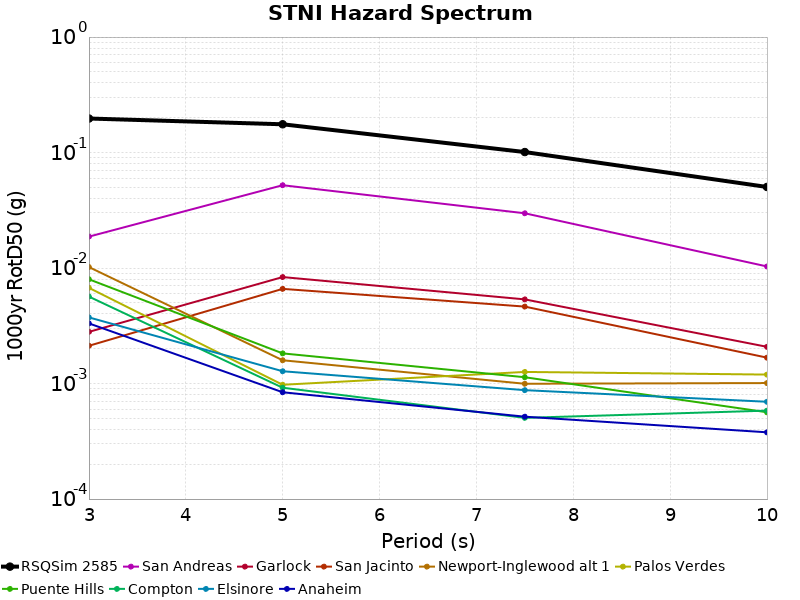 STNI Hazard Spectrum
10^0
10^-1
10^-2
10^-3
10^-4
1000yr RotD50 (g)
3 4 5 6 7 8 9 10
Period (s)
RSQSim 2585 San Andreas Garlock San Jacinto Newport-Inglewood alt 1 Palos Verdes
Puente Hills Compton Elsinore Anaheim